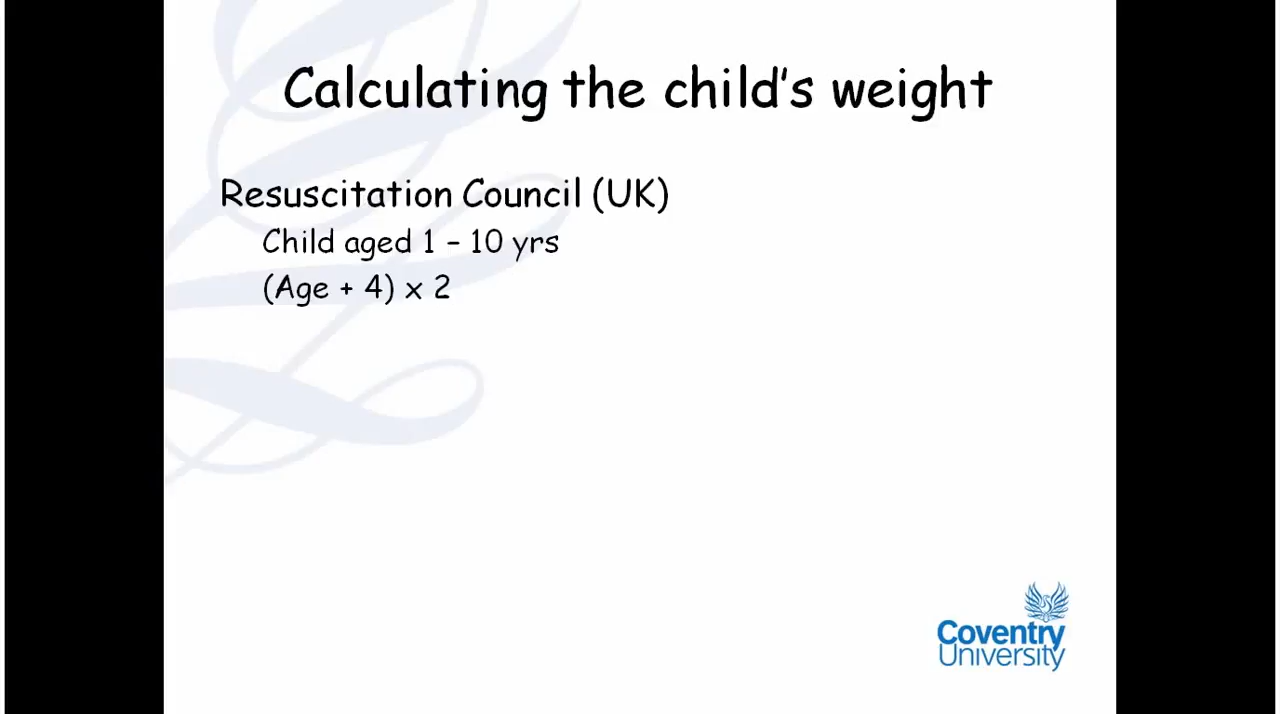 Calculating the child's weight
Resuscitation Council (UK)
Child aged 1 – 10 yrs
(Age + 4) x 2
Coventry
University